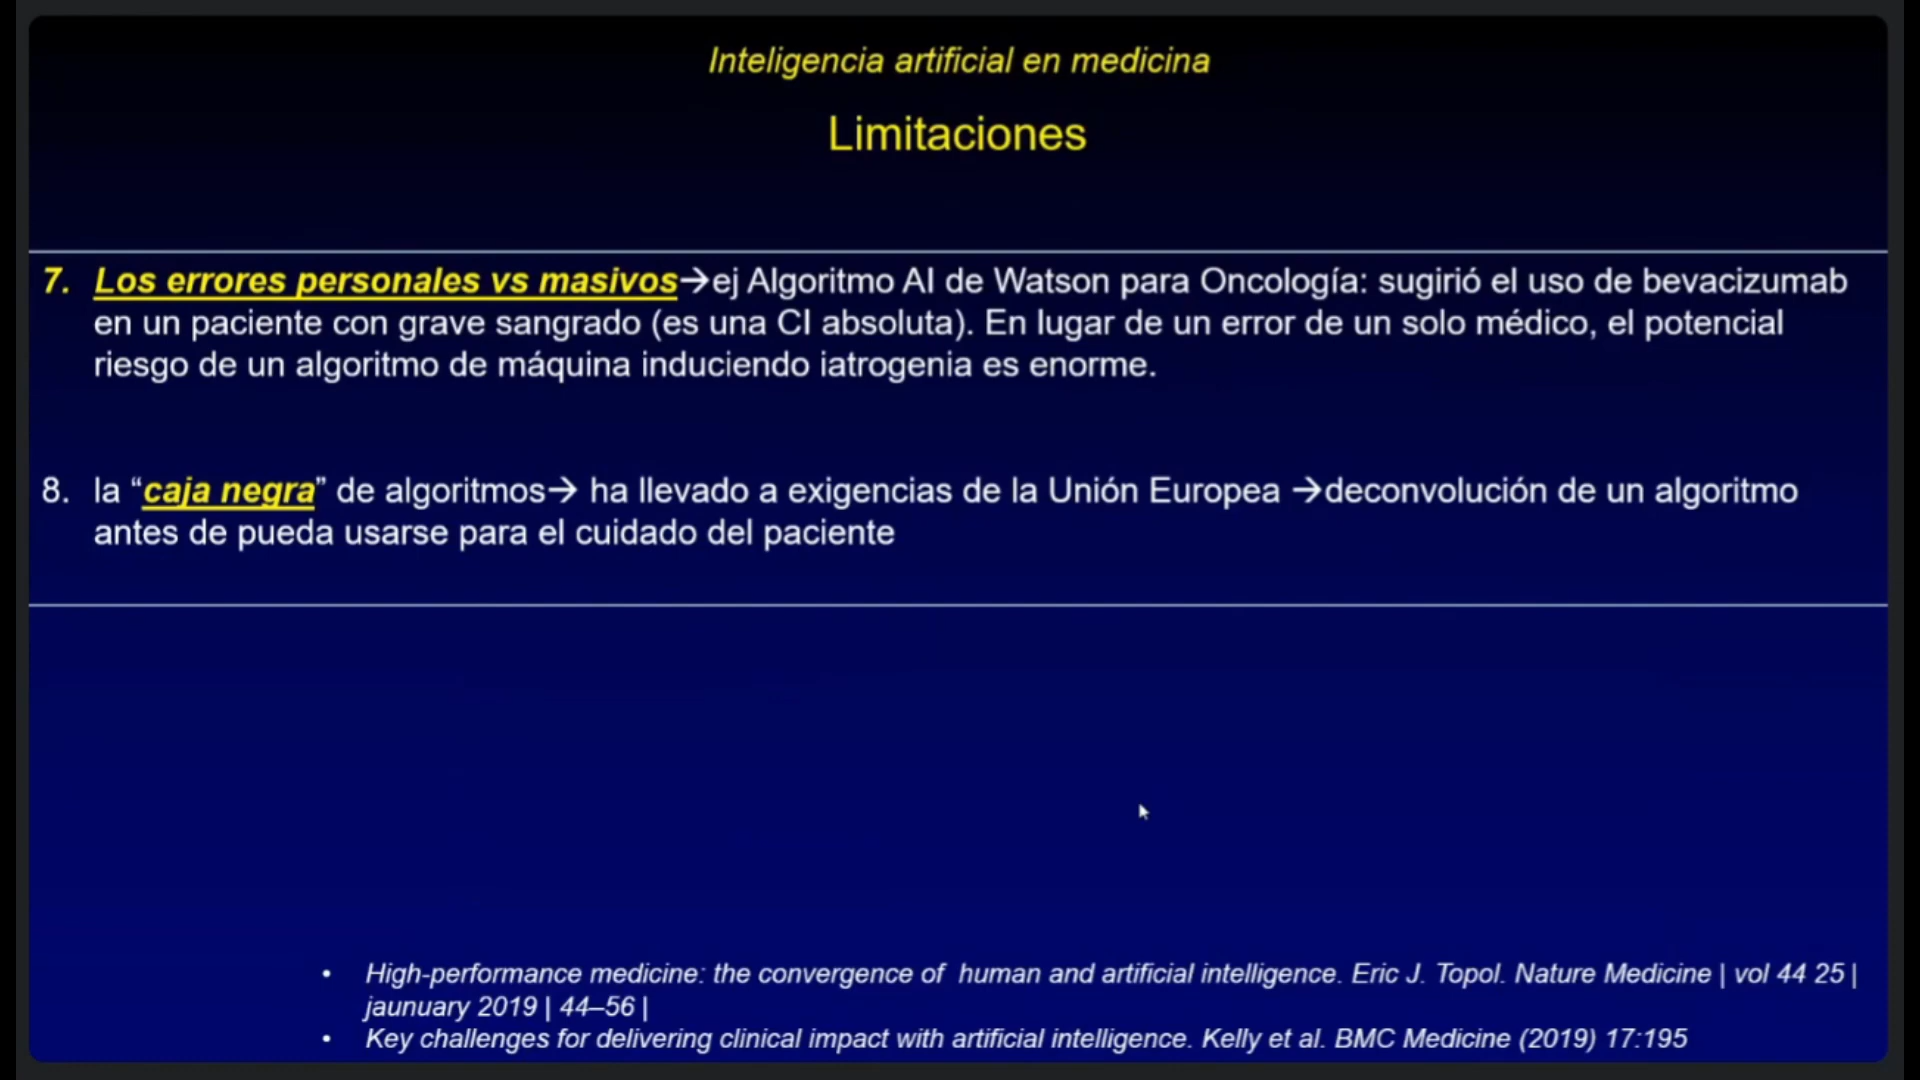 Inteligencia artificial en medicina
Limitaciones
7. Los errores personales vs masivos→ej Algoritmo AI de Watson para Oncología: sugirió el uso de bevacizumab
en un paciente con grave sangrado (es una CI absoluta). En lugar de un error de un solo médico, el potencial
riesgo de un algoritmo de máquina induciendo iatrogenia es enorme.
8. la “caja negra” de algoritmos→ ha llevado a exigencias de la Unión Europea →deconvolución de un algoritmo
antes de pueda usarse para el cuidado del paciente
• High-performance medicine: the convergence of human and artificial intelligence. Eric J. Topol. Nature Medicine | vol 44 25 |
jaunuary 2019 | 44–56 |
• Key challenges for delivering clinical impact with artificial intelligence. Kelly et al. BMC Medicine (2019) 17:195